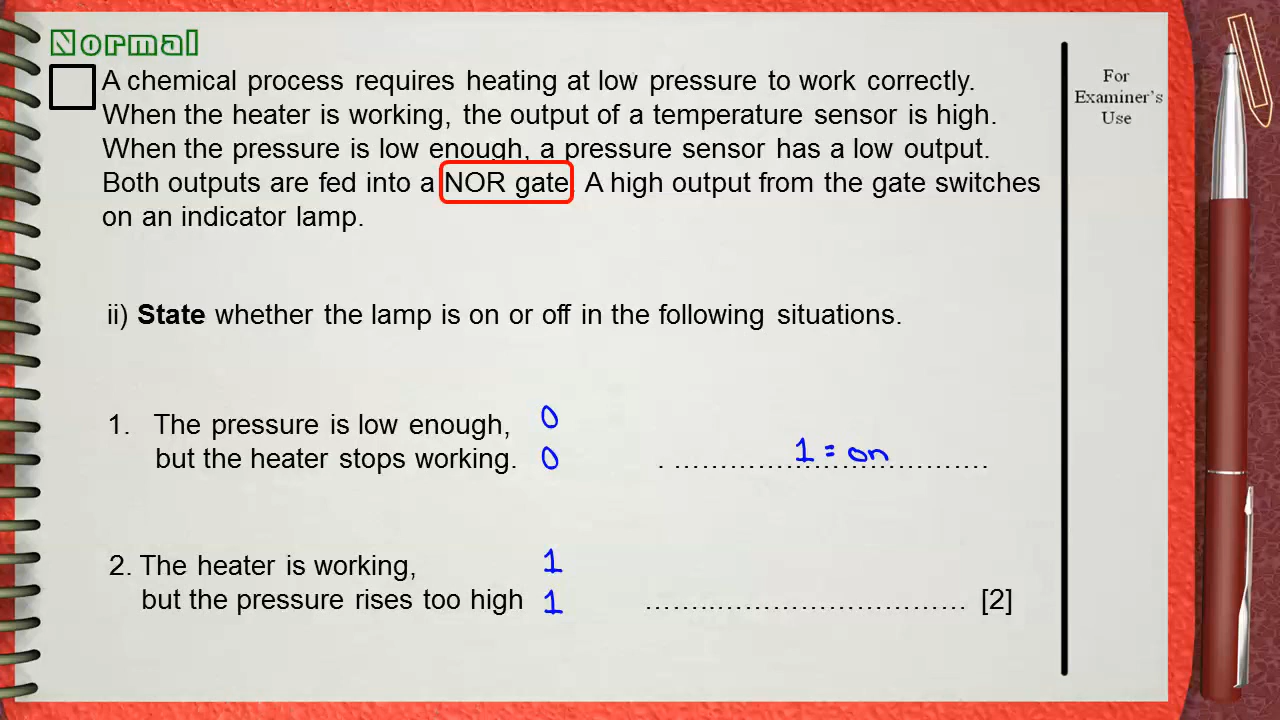 Normal
A chemical process requires heating at low pressure to work correctly.
When the heater is working, the output of a temperature sensor is high.
When the pressure is low enough, a pressure sensor has a low output.
Both outputs are fed into a NOR gate. A high output from the gate switches
on an indicator lamp.
For
Examiner's
Use
ii) State whether the lamp is on or off in the following situations.
1. The pressure is low enough, 0
but the heater stops working. 0 . ................................ 1 = on
2. The heater is working, 1
but the pressure rises too high 1 ................................... [2]